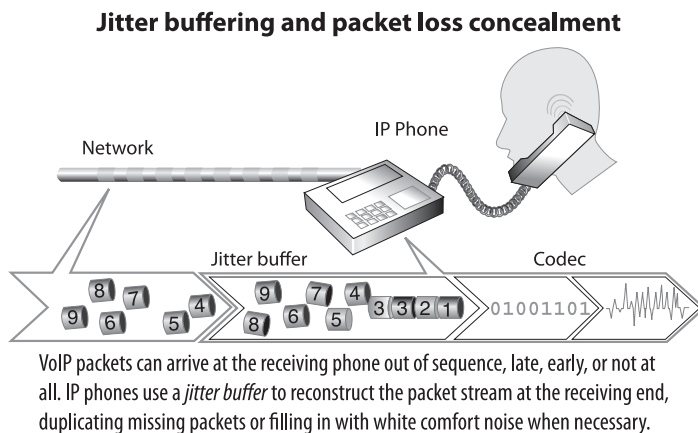 Jitter buffering and packet loss concealment
IP Phone
Network
Jitter buffer
Codec
8
7
9
6
5
4
9
7
4
8
6
5
3
3
2
1
01001101
VoIP packets can arrive at the receiving phone out of sequence, late, early, or not at
all. IP phones use a jitter buffer to reconstruct the packet stream at the receiving end,
duplicating missing packets or filling in with white comfort noise when necessary.